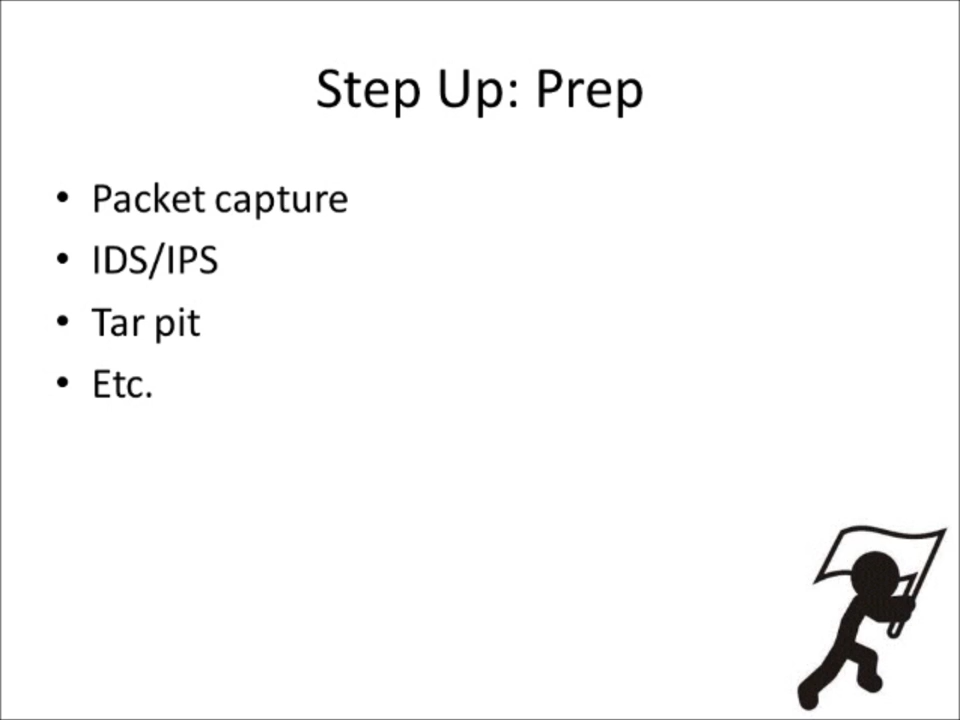 Step Up: Prep
• Packet capture
• IDS/IPS
• Tar pit
• Etc.